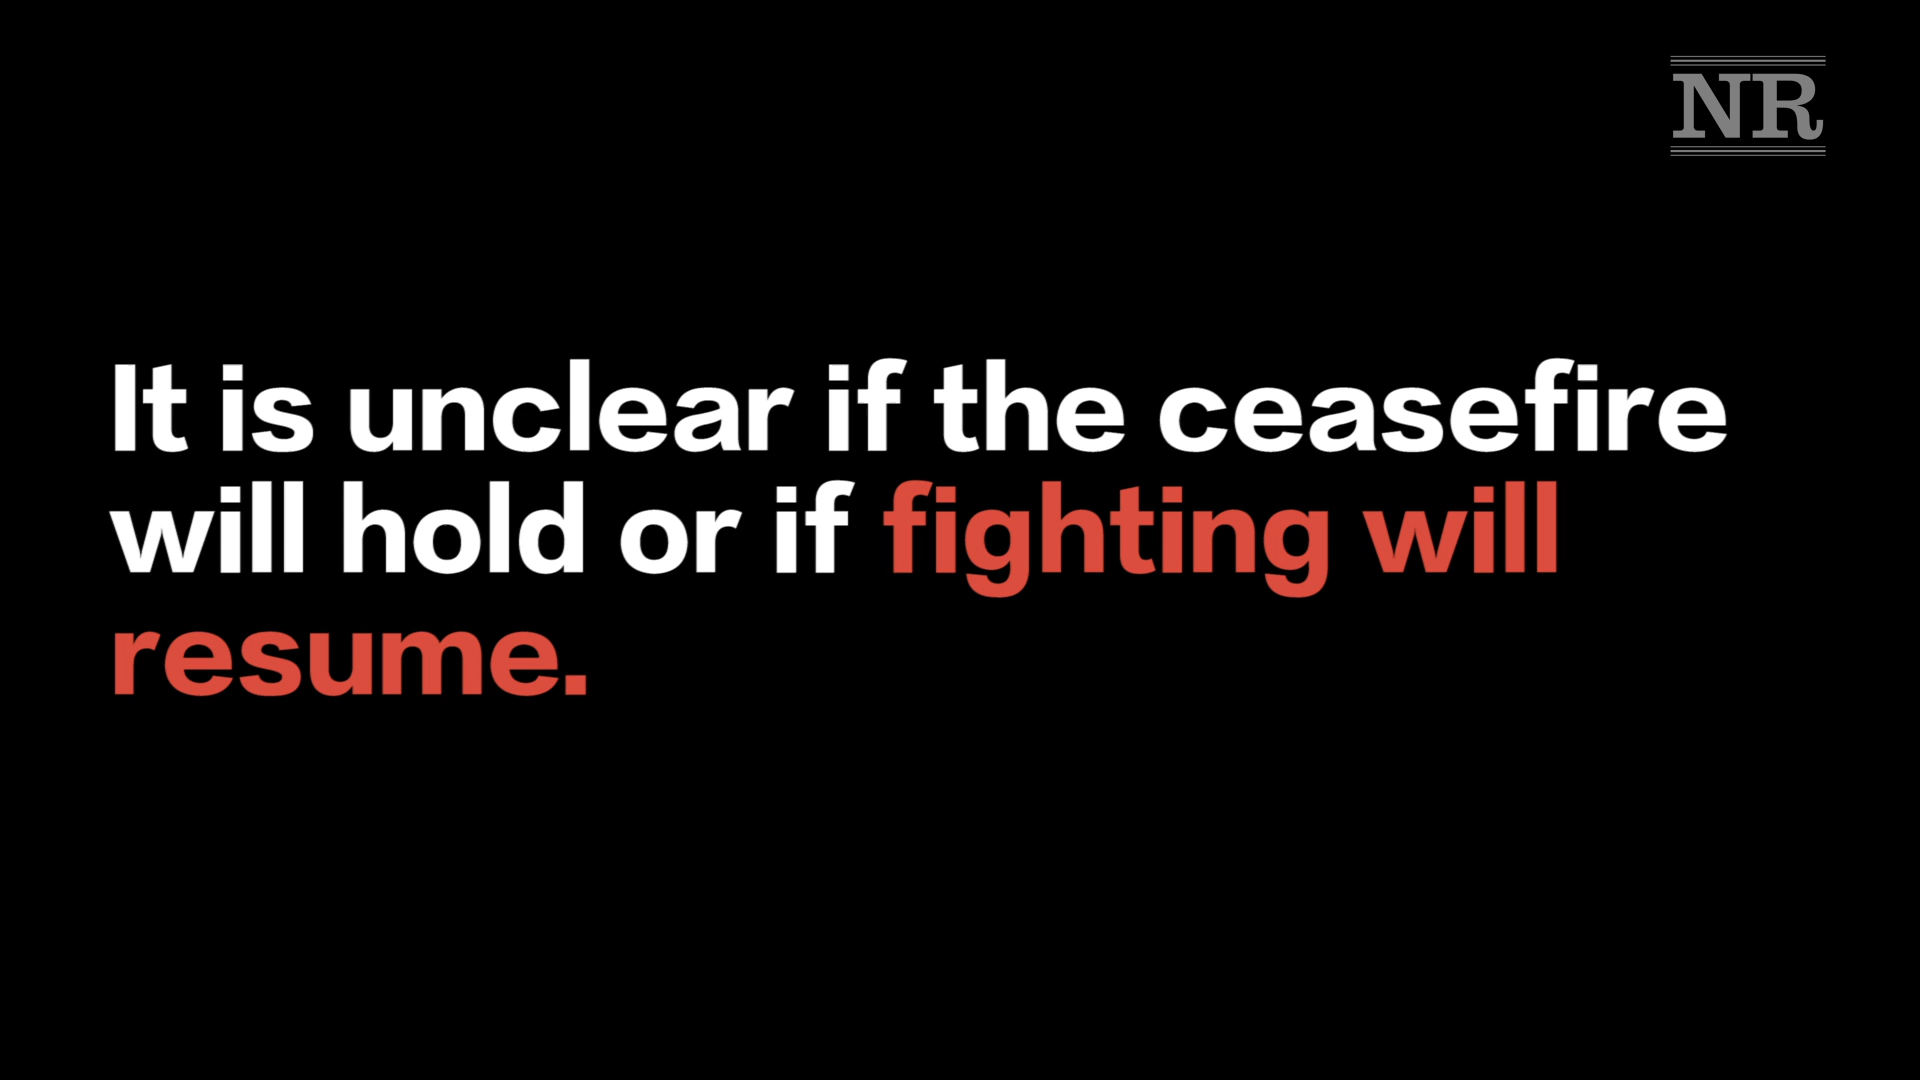 NR
It is unclear if the ceasefire
will hold or if fighting will
resume.